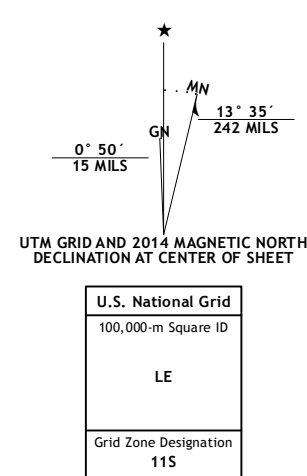 ★
MN
GN
13° 35´
242 MILS
0° 50´
15 MILS
UTM GRID AND 2014 MAGNETIC NORTH
DECLINATION AT CENTER OF SHEET
U.S. National Grid
100,000-m Square ID
LE
Grid Zone Designation
11S